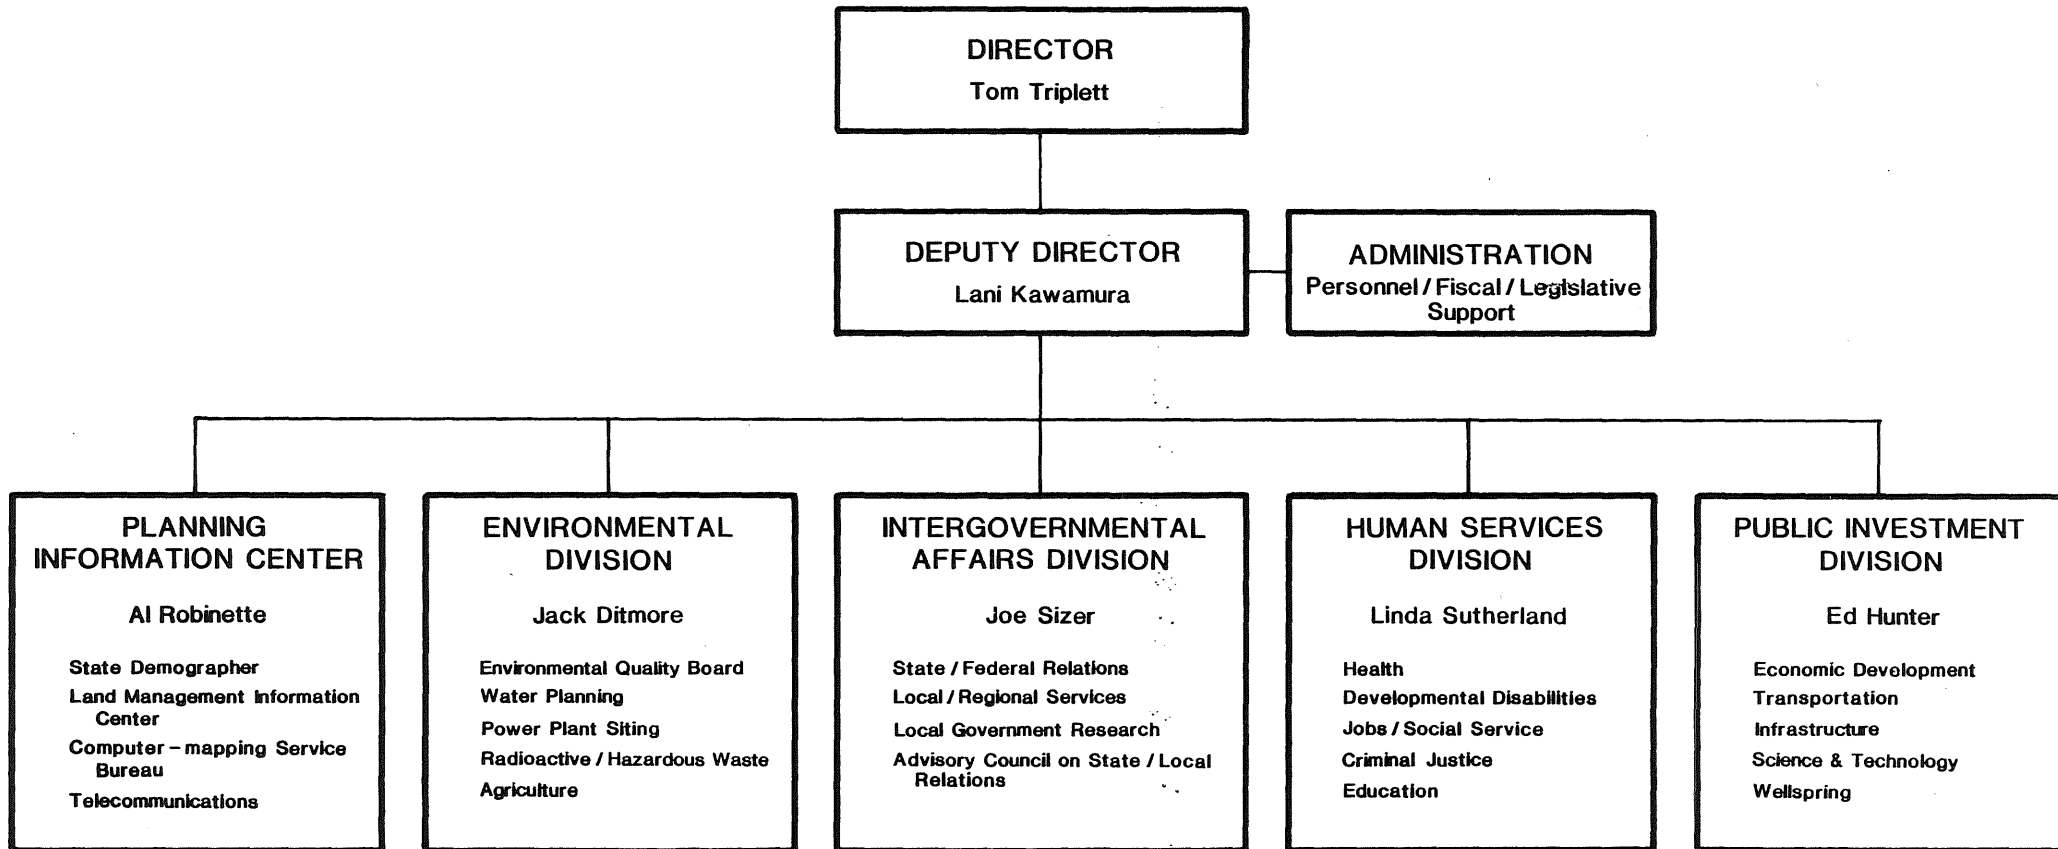 DIRECTOR
Tom Triplett
DEPUTY DIRECTOR
Lani Kawamura
ADMINISTRATION
Personnel / Fiscal / Legislative
Support
PLANNING
INFORMATION CENTER
Al Robinette
State Demographer
Land Management Information
Center
Computer – mapping Service
Bureau
Telecommunications
ENVIRONMENTAL
DIVISION
Jack Ditmore
Environmental Quality Board
Water Planning
Power Plant Siting
Radioactive / Hazardous Waste
Agriculture
INTERGOVERNMENTAL
AFFAIRS DIVISION
Joe Sizer
State / Federal Relations
Local / Regional Services
Local Government Research
Advisory Council on State / Local
Relations
HUMAN SERVICES
DIVISION
Linda Sutherland
Health
Developmental Disabilities
Jobs / Social Service
Criminal Justice
Education
PUBLIC INVESTMENT
DIVISION
Ed Hunter
Economic Development
Transportation
Infrastructure
Science & Technology
Wellspring